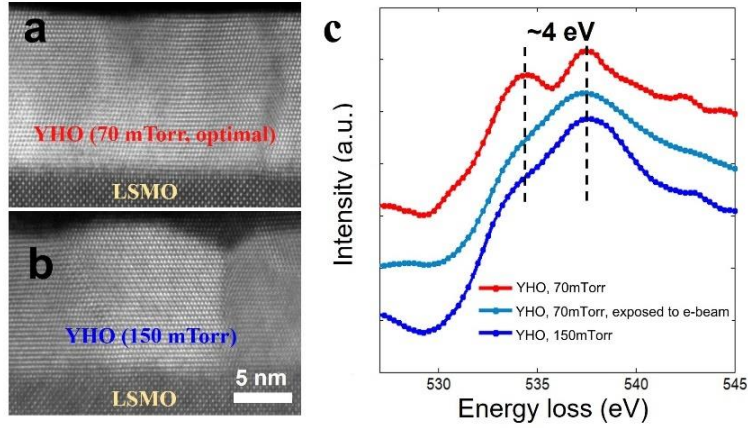 a
YHO (70 mTorr, optimal)
LSMO
b
YHO (150 mTorr)
5 nm
LSMO
c
~4 eV
Intensity (a.u.)
YHO, 70mTorr
YHO, 70mTorr, exposed to e-beam
YHO, 150mTorr
530 535 540 545
Energy loss (eV)